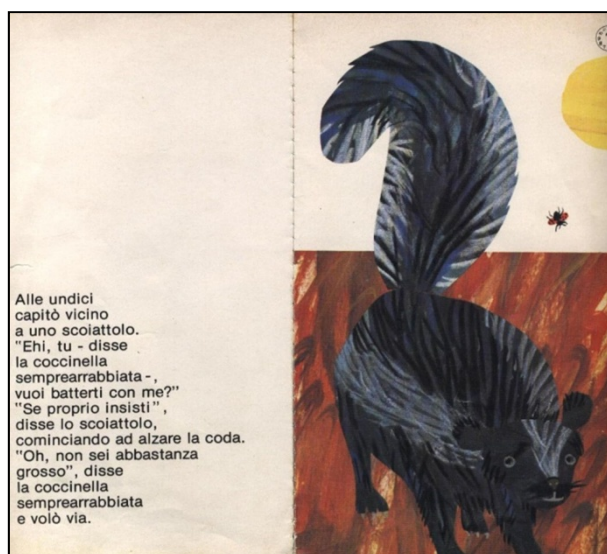 Alle undici
capitò vicino
a uno scoiattolo.
"Ehi, tu - disse
la coccinella
semprearrabbiata -,
vuoi batterti con me?"
"Se proprio insisti",
disse lo scoiattolo,
cominciando ad alzare la coda.
"Oh, non sei abbastanza
grosso", disse
la coccinella
semprearrabbiata
e volò via.